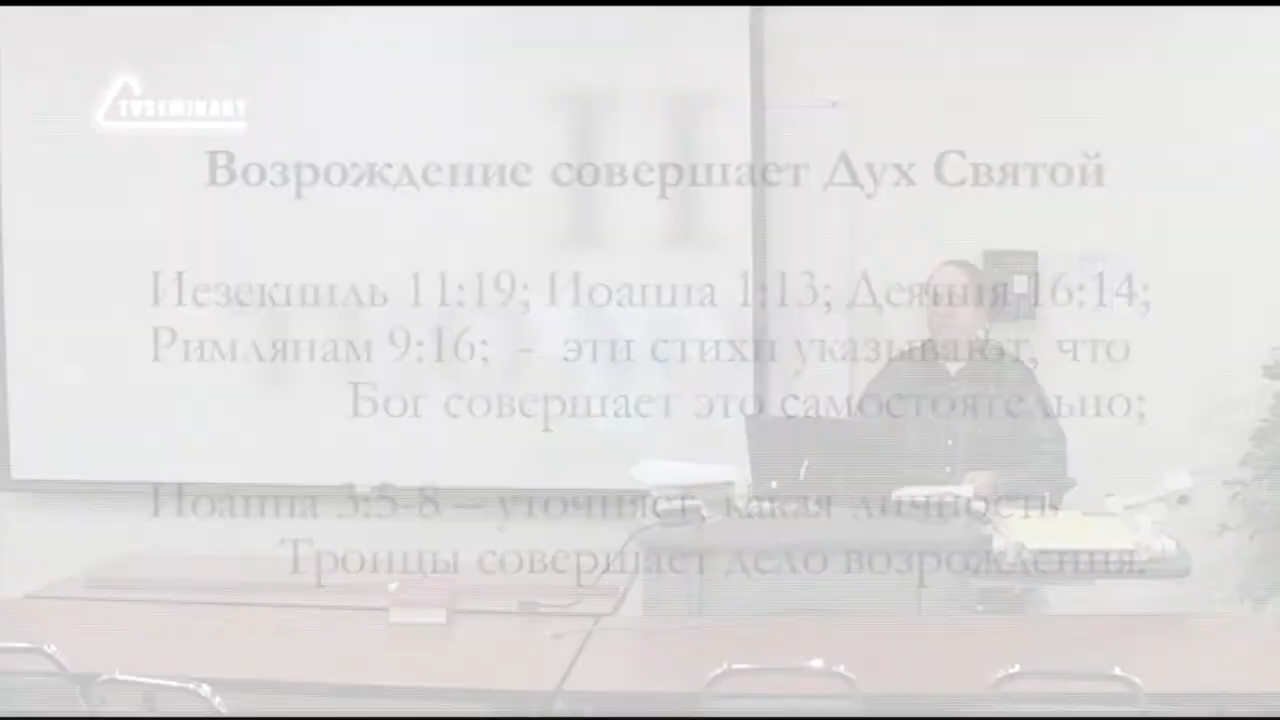 TVSEMINARY
II
Возрождение совершает Дух Святой
Иезекииль 11:19; Иоанна 1:13; Деяния 16:14;
Римлянам 9:16; - эти стихи указывают, что
Бог совершает это самостоятельно;
Иоанна 3:5-8 – уточняет, какая личность
Троицы совершает дело возрождения.